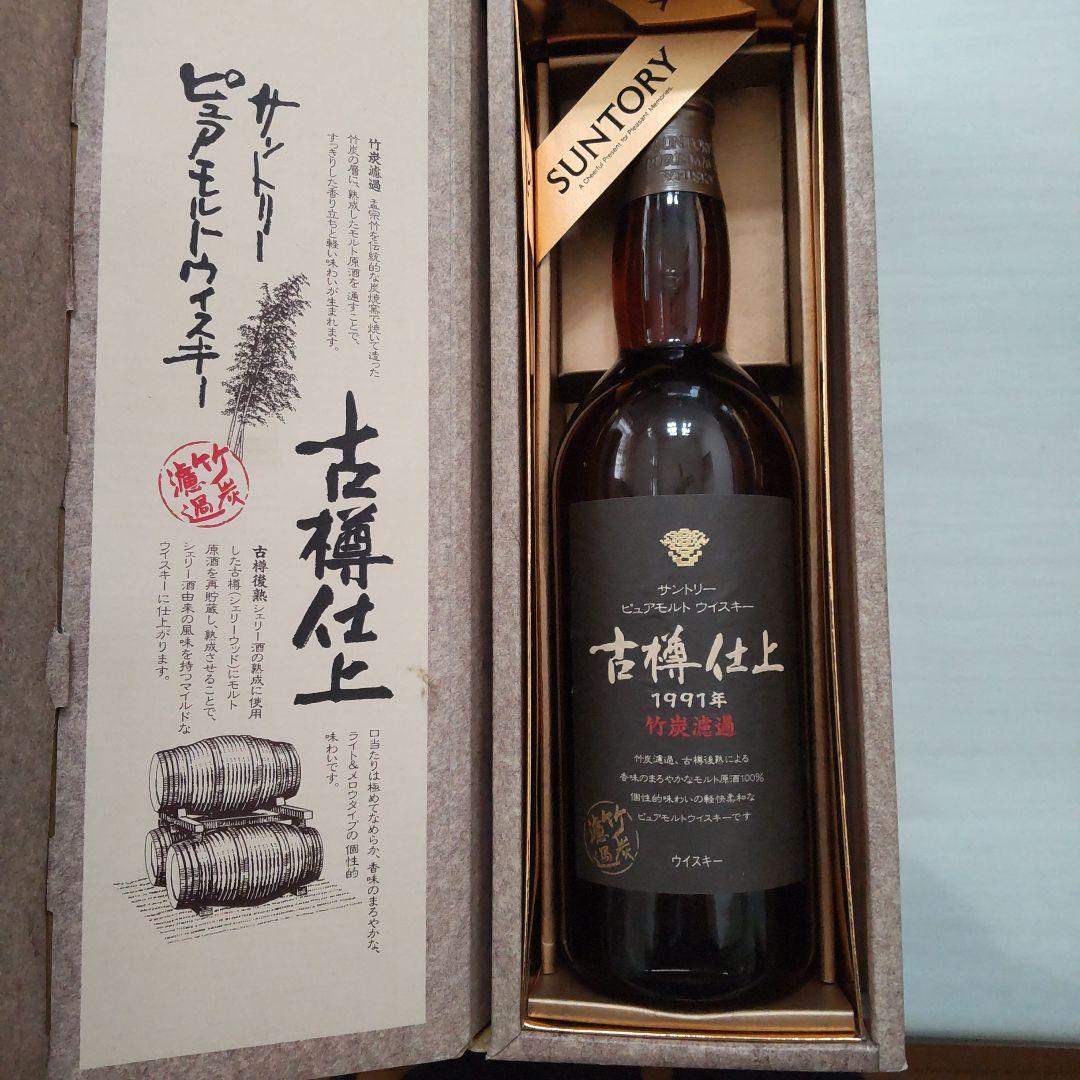 サントリー
ピュアモルトウイスキー
竹炭濾過 孟宗竹を伝統的な炭焼窯で焼いて造った
竹炭の層に、熟成したモルト原酒を通すことで、
すっきりした香り立ちと軽い味わいが生まれます。
古樽仕上
竹炭
濾過
古樽後熟 シェリー酒の熟成に使用
した古樽(シェリーウッド)にモルト
原酒を再貯蔵し、熟成させることで、
シェリー酒由来の風味を持つマイルドな
ウイスキーに仕上がります。
口当たりは極めてなめらか、香味のまろやかな、
ライト&メロウタイプの個性的
味わいです。
SUNTORY
A Cheerful Present for Pleasant Memories.
SUNTORY
PURE MALT
WHISKY
サントリー
ピュアモルト ウイスキー
古樽仕上
1991年
竹炭濾過
竹炭濾過、古樽後熟による
香味のまろやかなモルト原酒100%
個性的味わいの軽快柔和な
ピュアモルトウイスキーです
竹炭
濾過
ウイスキー